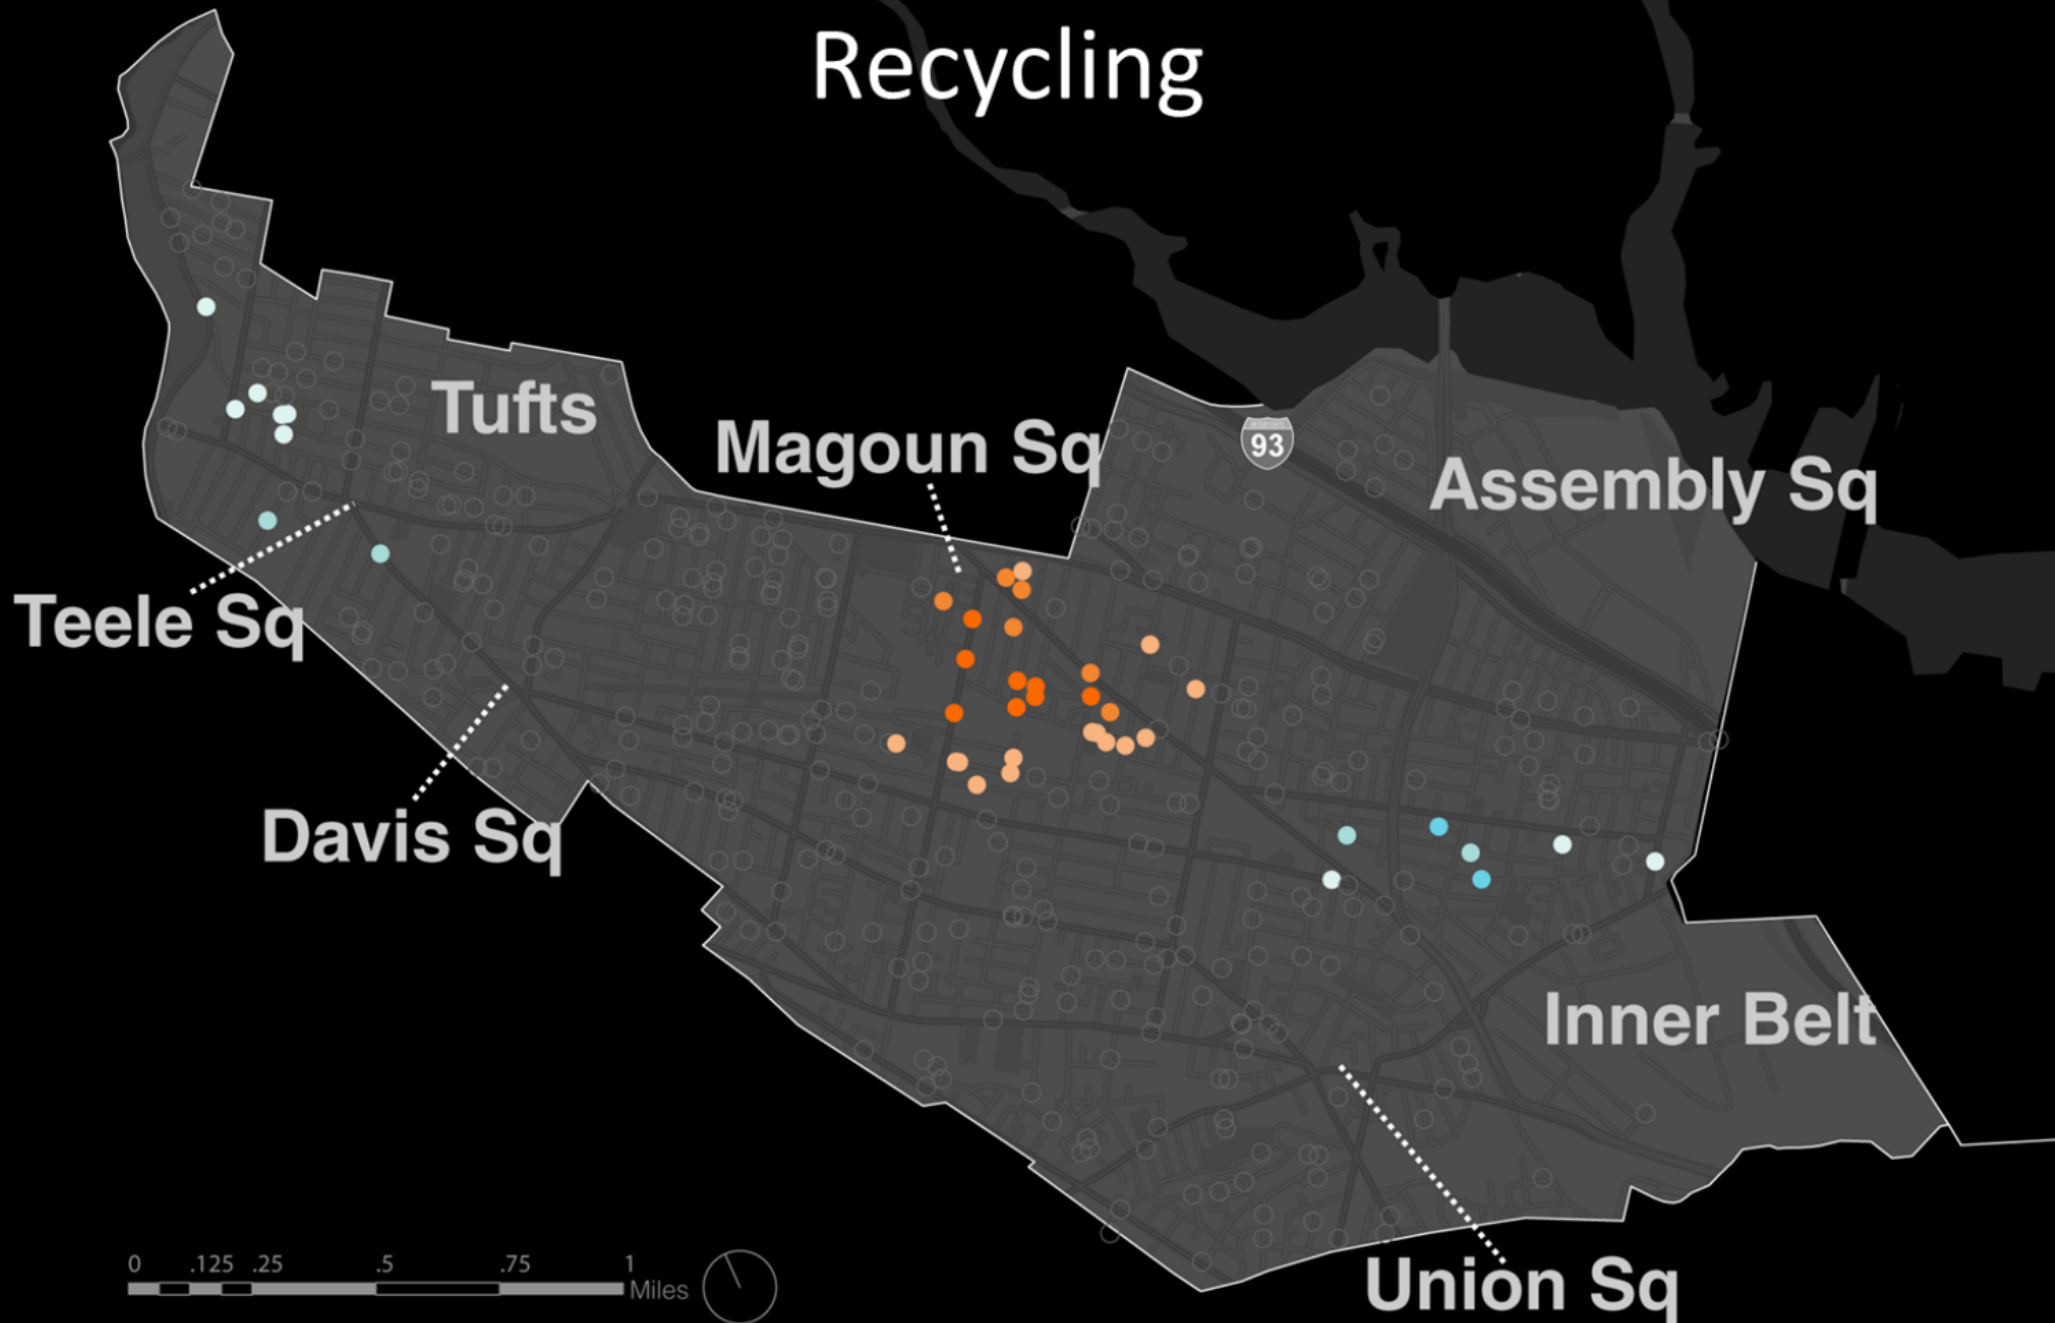 Recycling
Tufts
Magoun Sq
93
Assembly Sq
Teele Sq
Davis Sq
Inner Belt
Union Sq
0 .125 .25 .5 .75 1
Miles